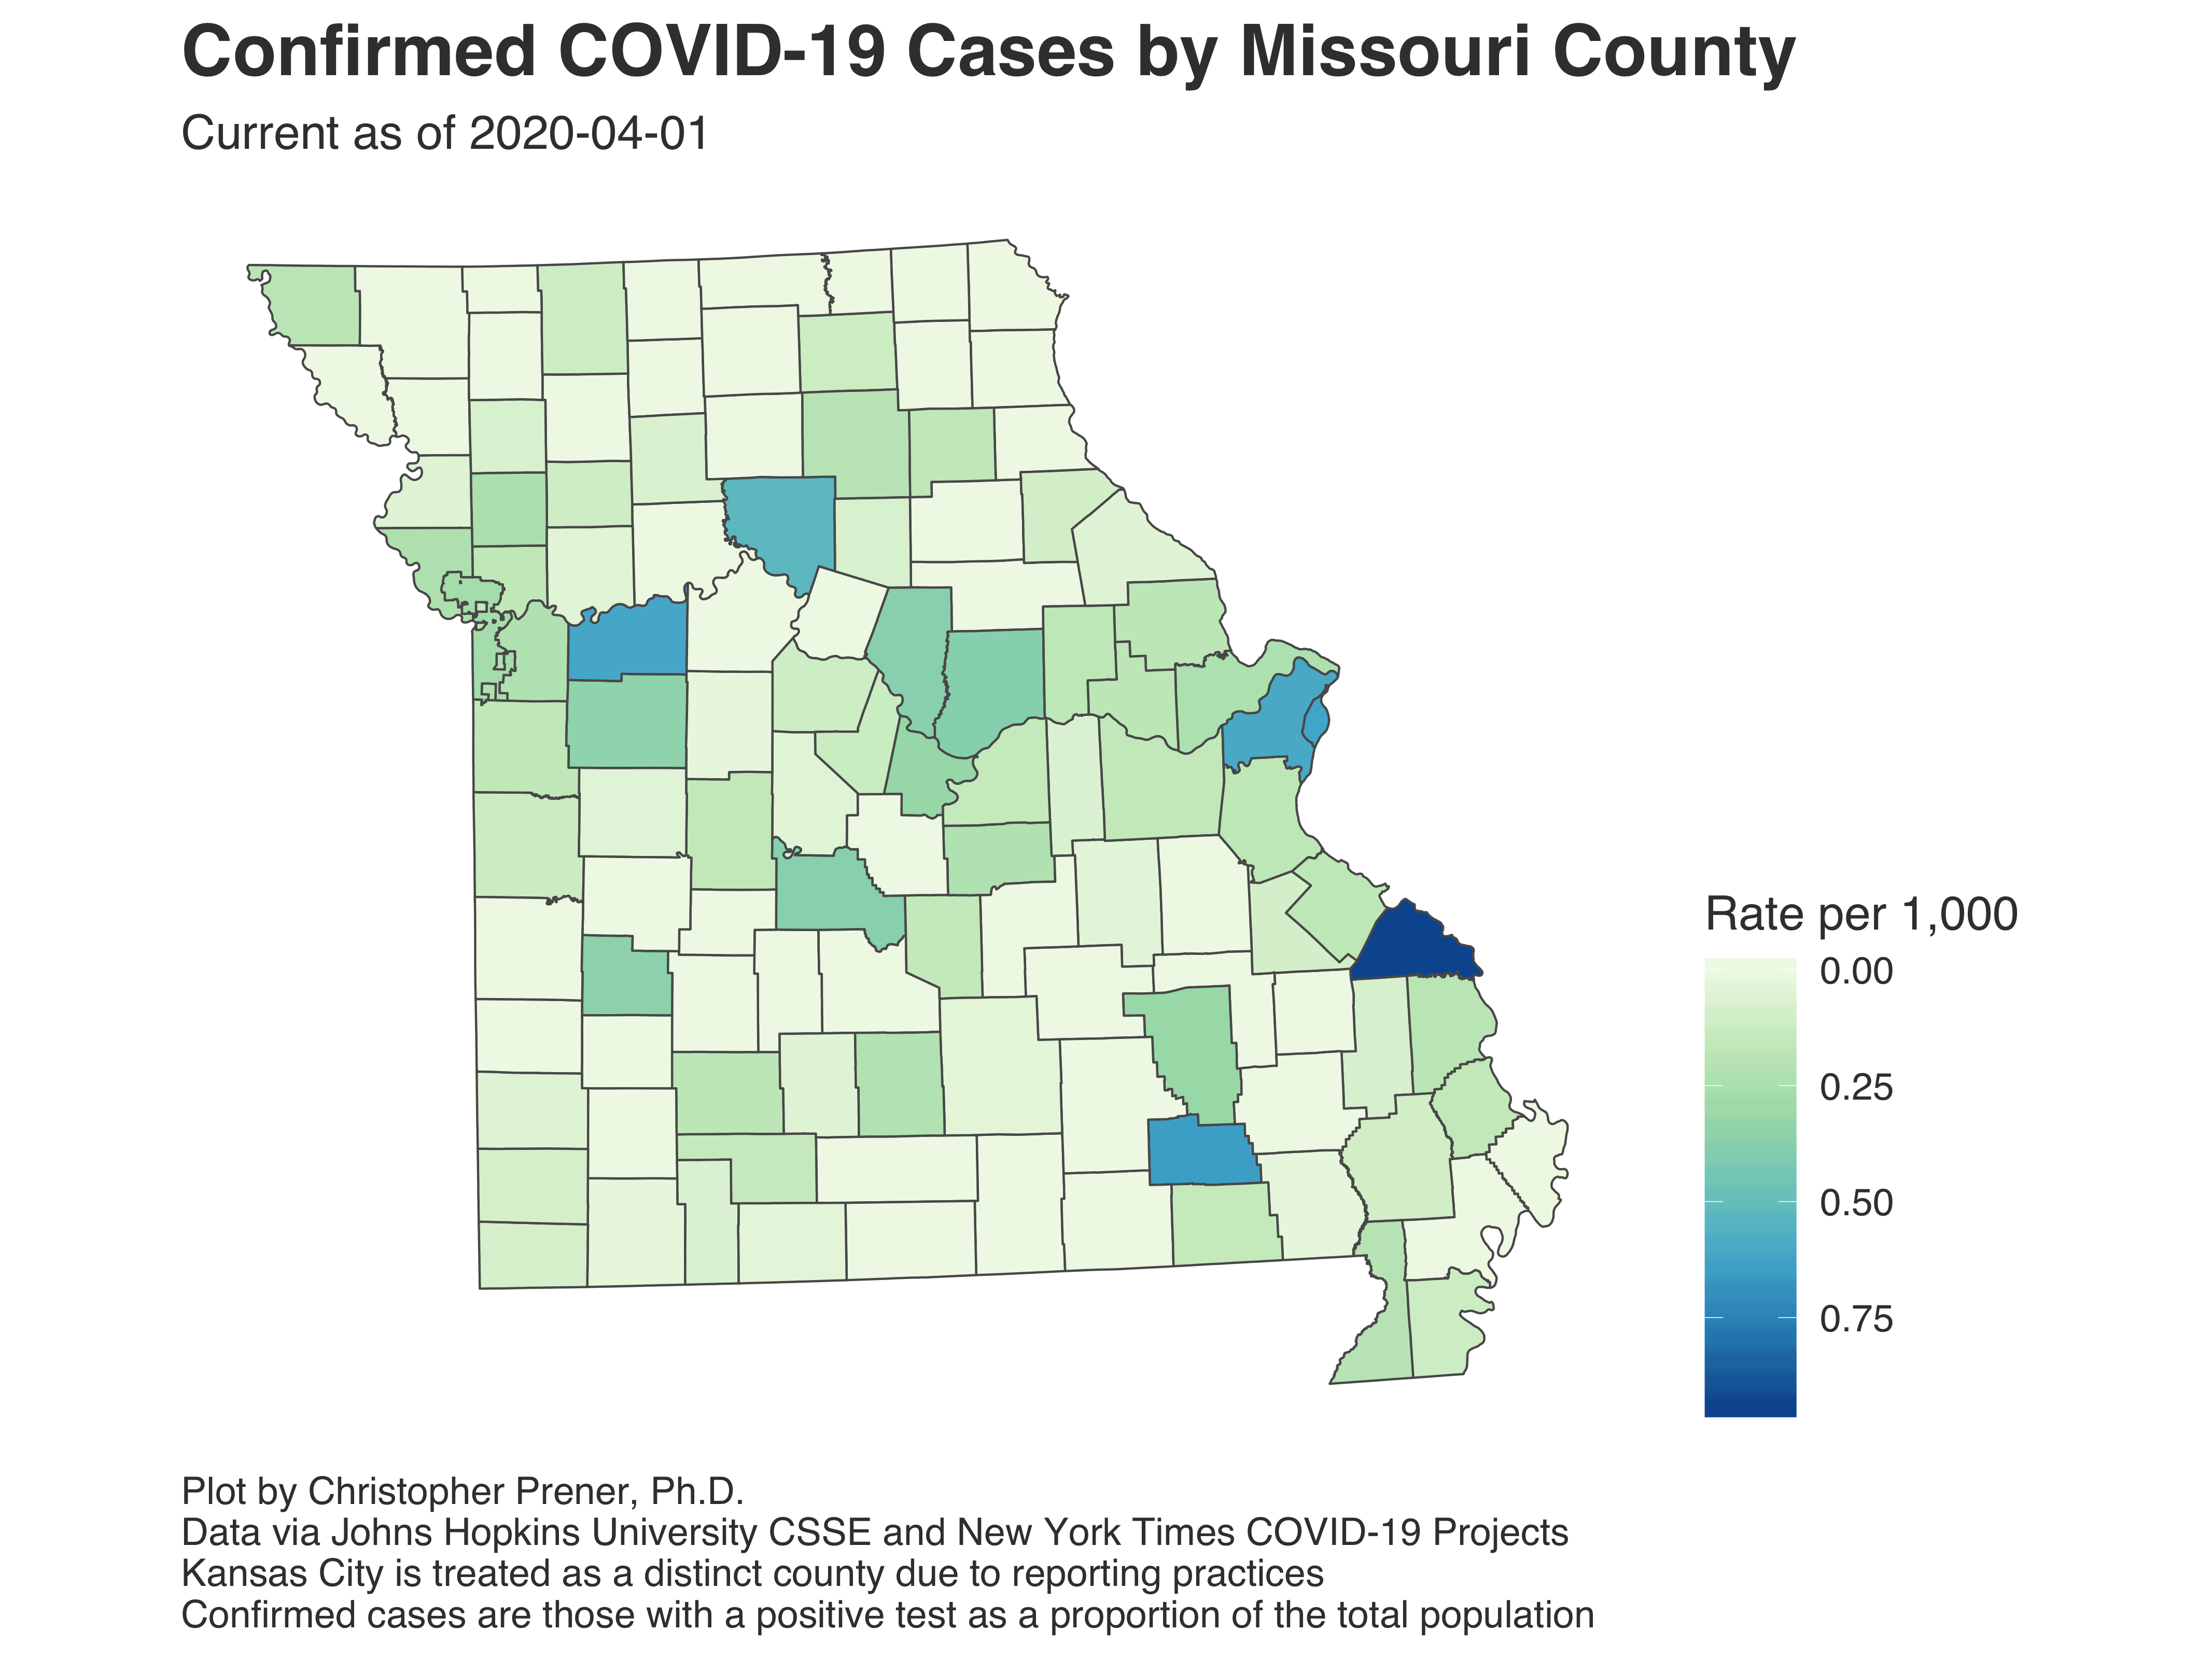 Confirmed COVID-19 Cases by Missouri County
Current as of 2020-04-01
Rate per 1,000
0.00
0.25
0.50
0.75
Plot by Christopher Prener, Ph.D.
Data via Johns Hopkins University CSSE and New York Times COVID-19 Projects
Kansas City is treated as a distinct county due to reporting practices
Confirmed cases are those with a positive test as a proportion of the total population